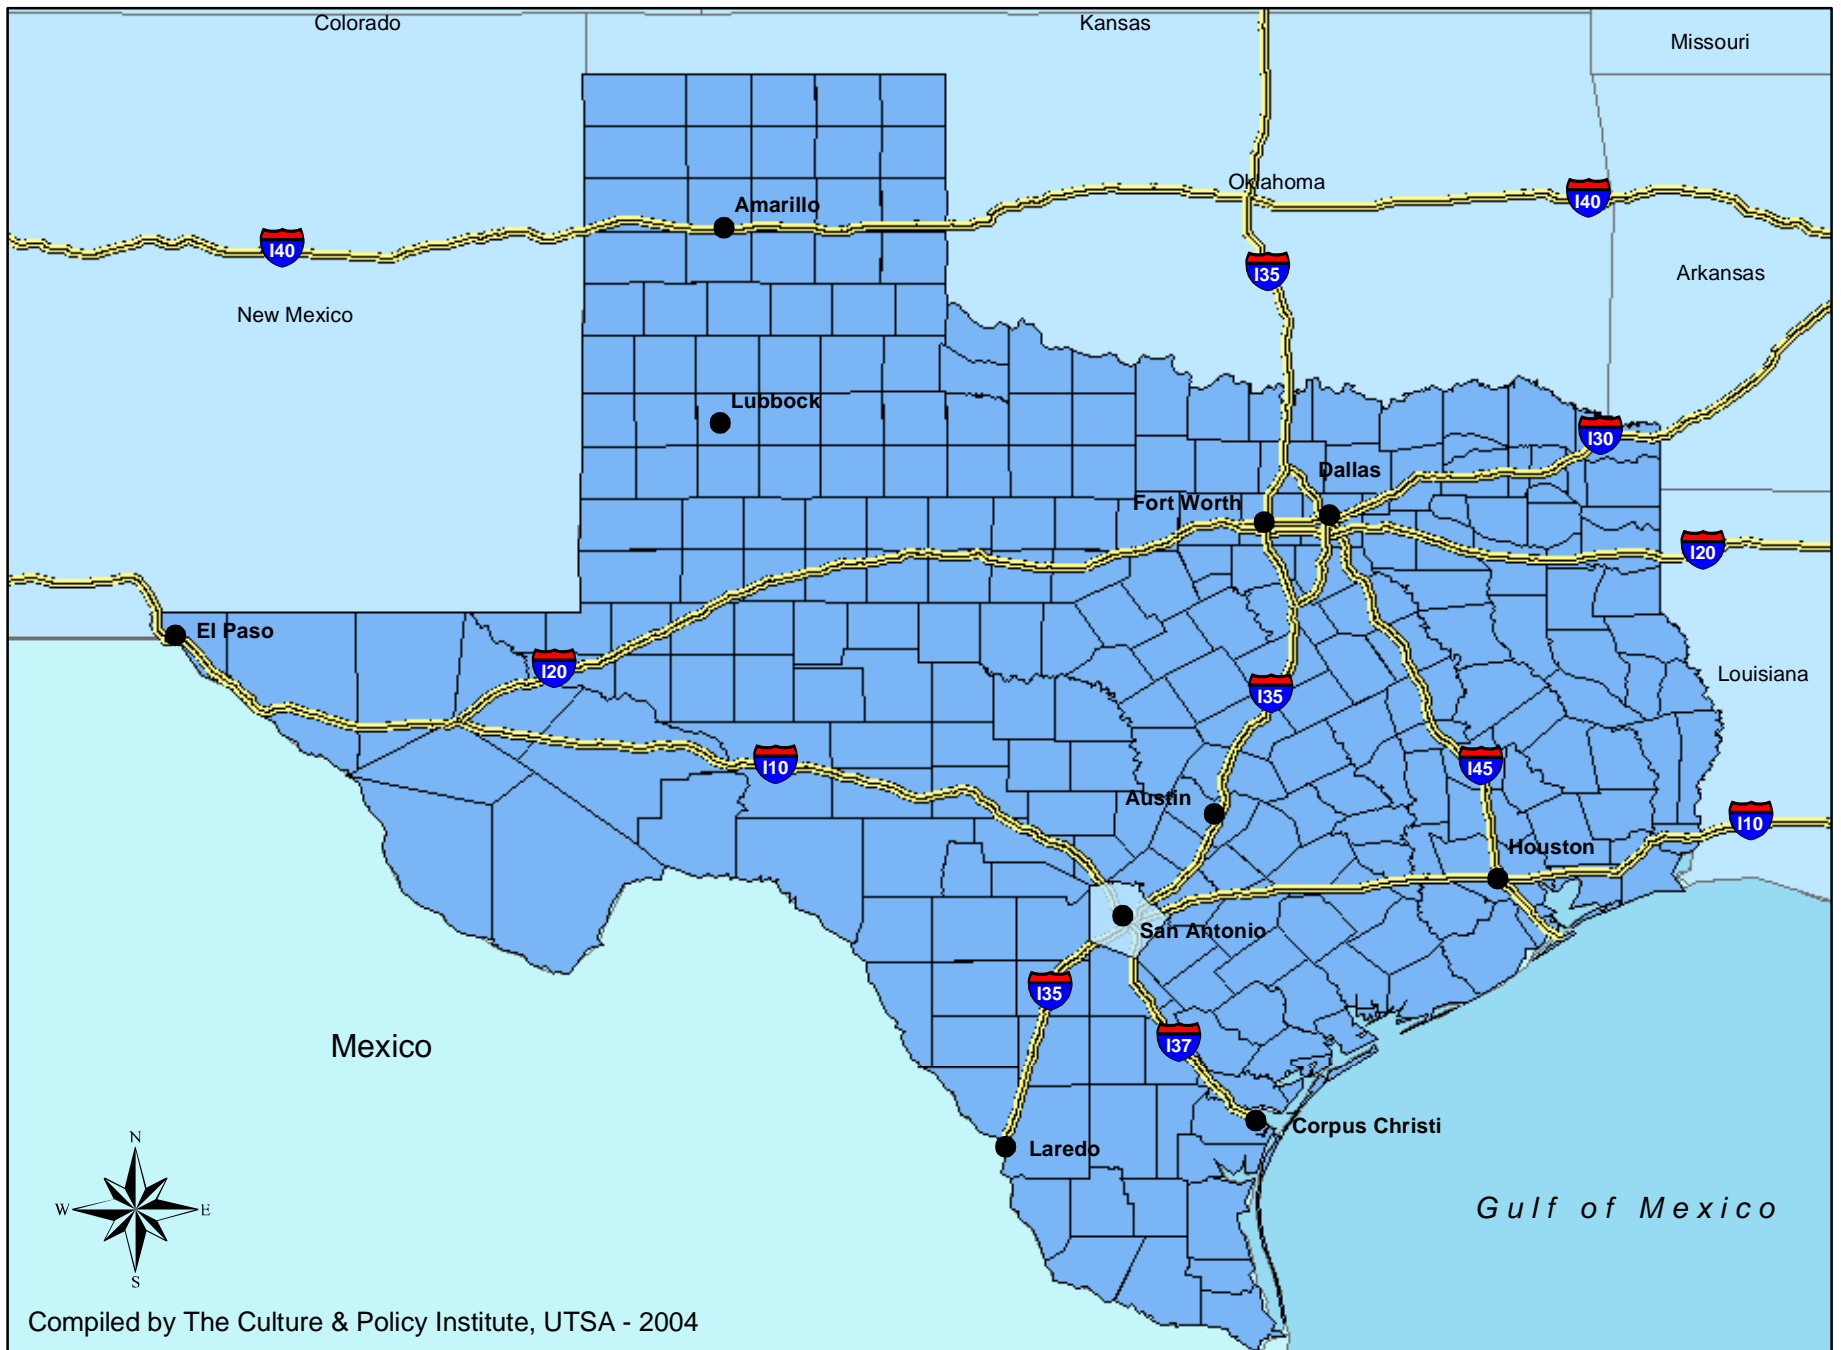 Colorado
Kansas
Missouri
Oklahoma
I40
Amarillo
I40
I35
Arkansas
New Mexico
Lubbock
I30
Dallas
Fort Worth
I20
El Paso
I20
Louisiana
I35
I10
I45
Austin
I10
Houston
San Antonio
I35
Mexico
I37
Corpus Christi
Laredo
N
W
E
S
Gulf of Mexico
Compiled by The Culture & Policy Institute, UTSA - 2004